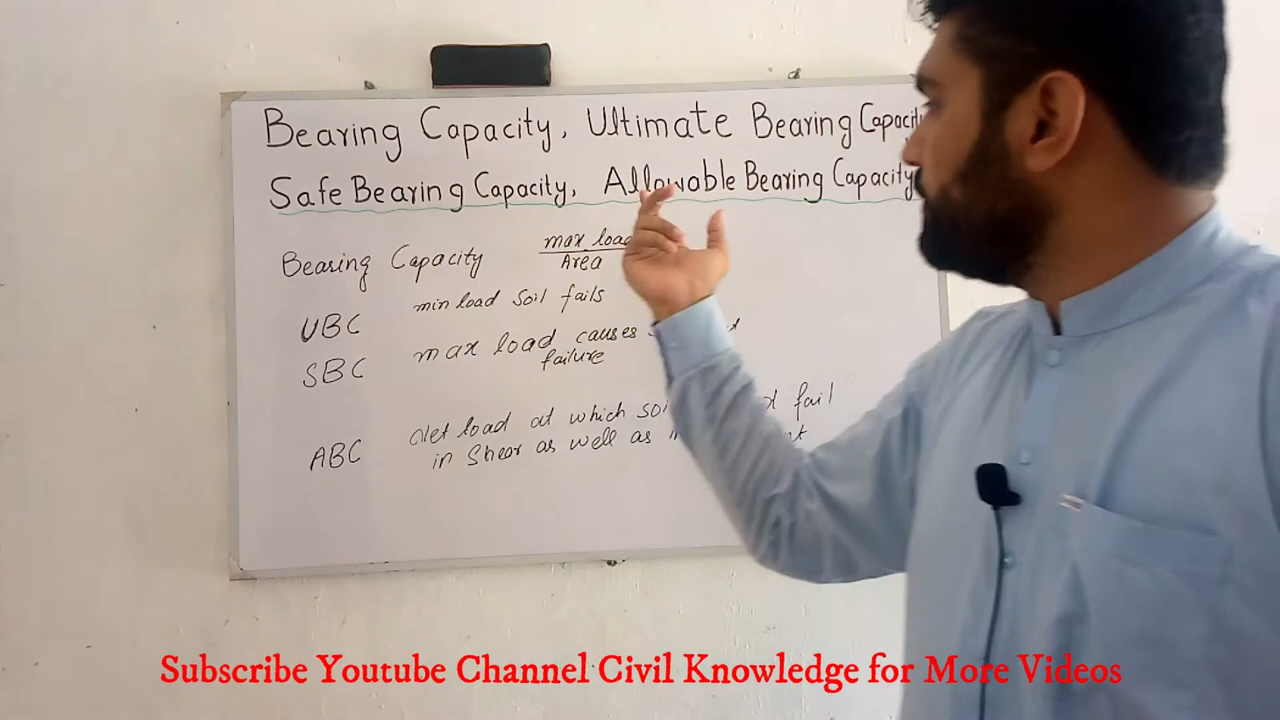 Bearing Capacity, Ultimate Bearing Capacity
Safe Bearing Capacity, Allowable Bearing Capacity
Bearing Capacity max load
Area
UBC min load soil fails
SBC max load causes
failure
ABC Net load at which soil fail
in Shear as well as in
Subscribe Youtube Channel Civil Knowledge for More Videos